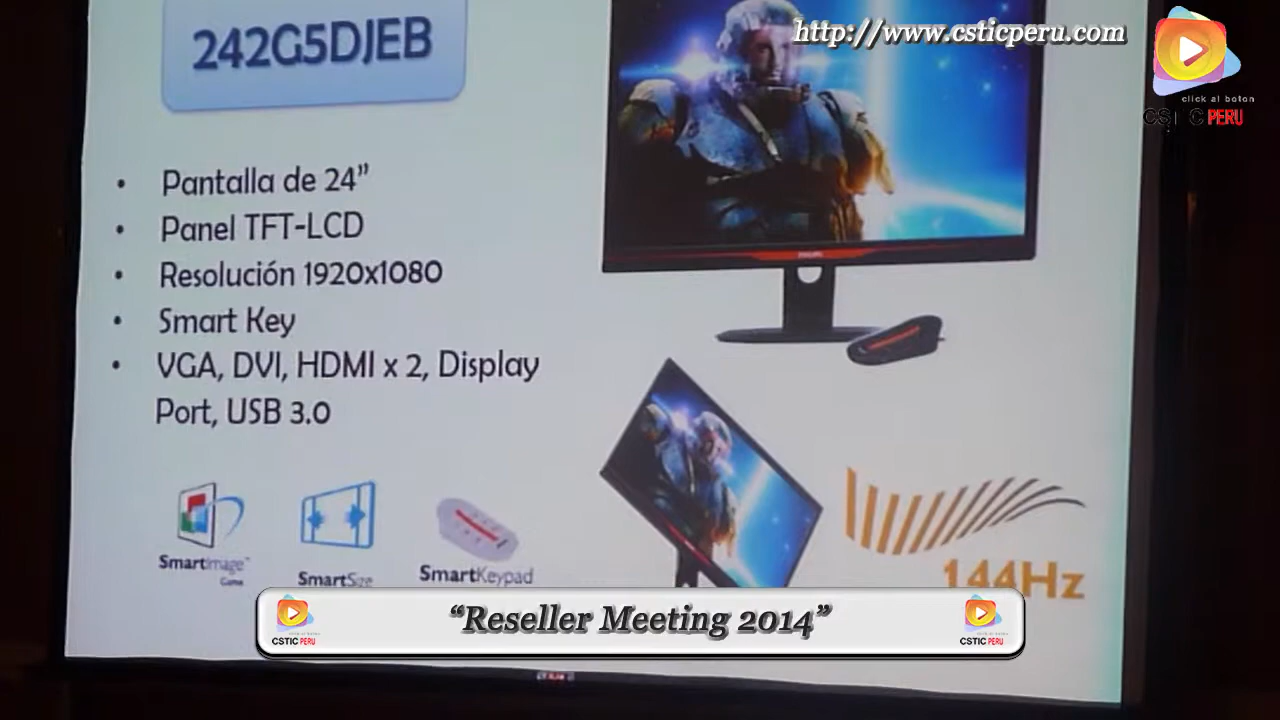 242G5DJEB
http://www.csticperu.com
click al boton
CSTIC PERU
• Pantalla de 24”
• Panel TFT-LCD
• Resolución 1920x1080
• Smart Key
• VGA, DVI, HDMI x 2, Display
Port, USB 3.0
SmartImage™
Game
SmartSize
SmartKeypad
144Hz
“Reseller Meeting 2014”
CSTIC PERU
CSTIC PERU